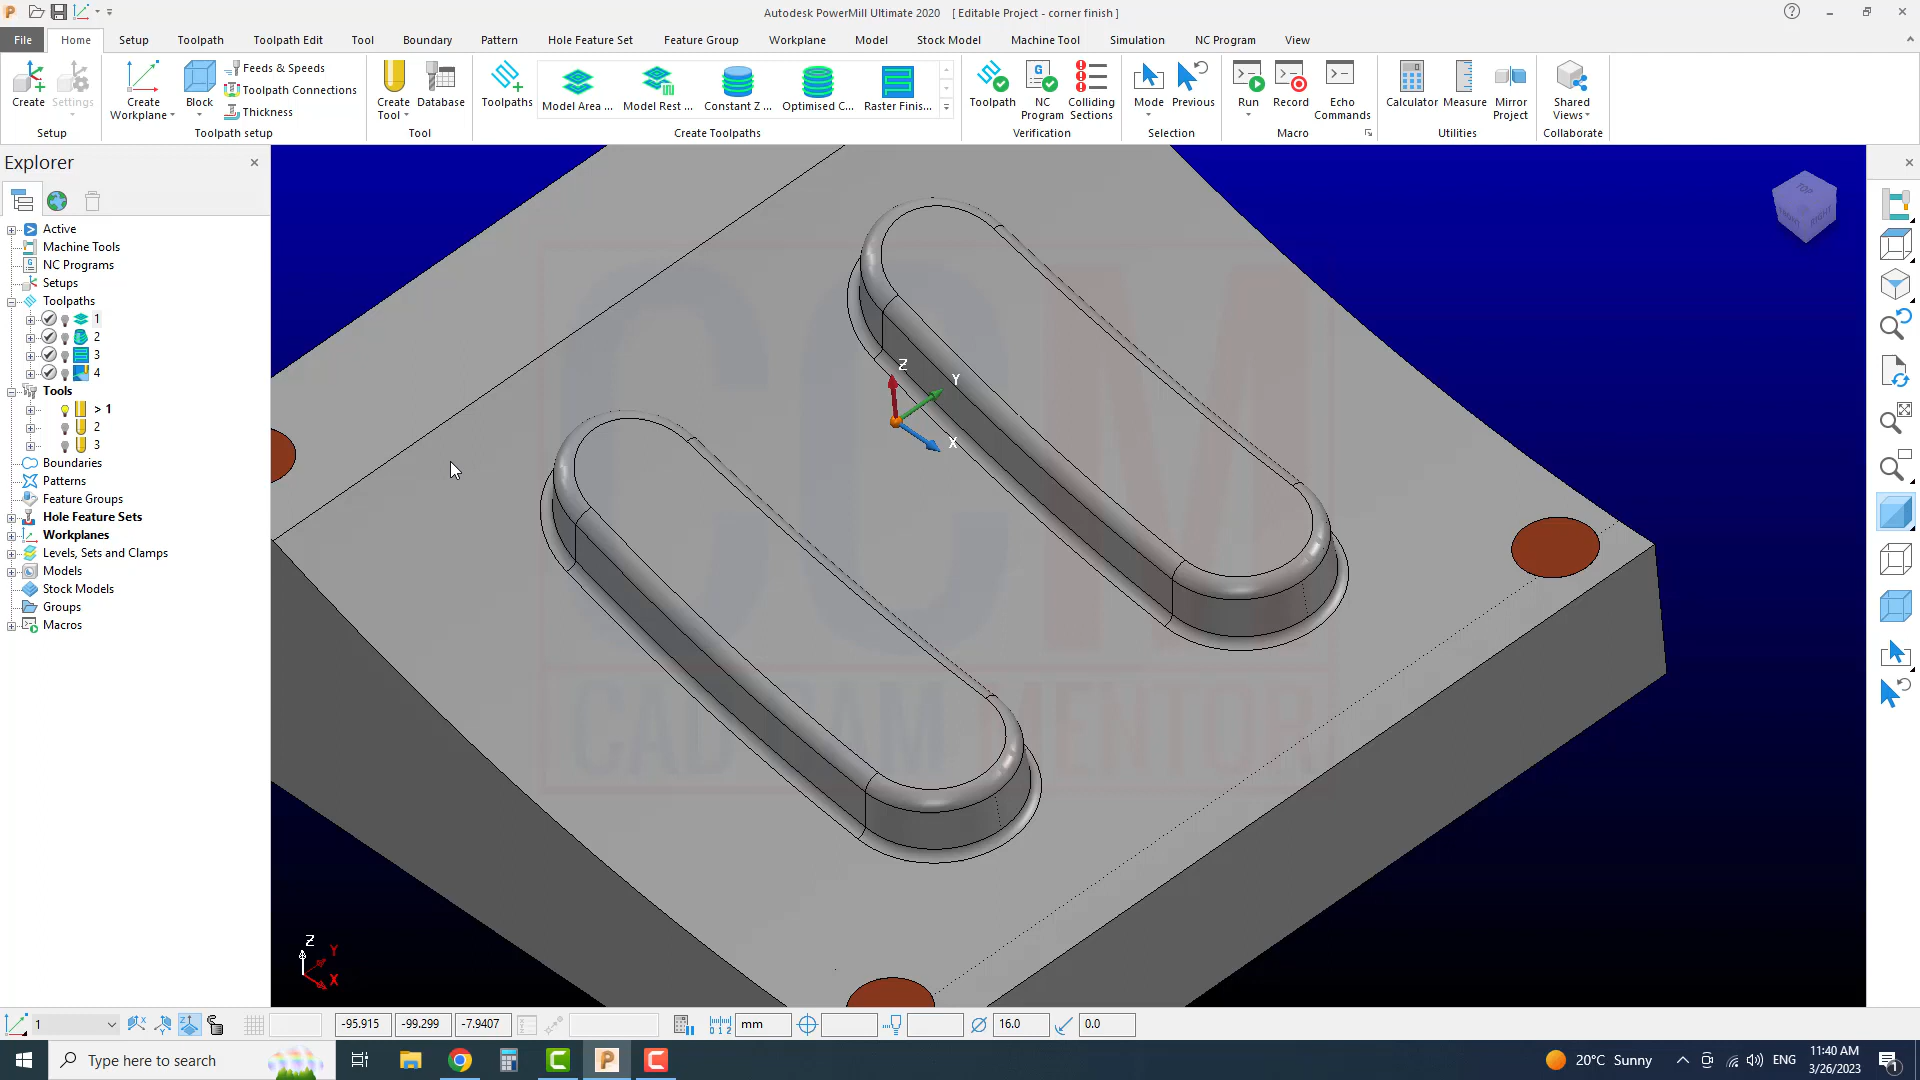 Autodesk PowerMill Ultimate 2020 [ Editable Project - corner finish ]
File Home Setup Toolpath Toolpath Edit Tool Boundary Pattern Hole Feature Set Feature Group Workplane Model Stock Model Machine Tool Simulation NC Program View
Create Settings
Setup
Create Workplane
Block
Feeds & Speeds
Toolpath Connections
Thickness
Toolpath setup
Create Tool
Database
Tool
Toolpaths
Model Area ...
Model Rest ...
Constant Z ...
Optimised C...
Raster Finis...
Create Toolpaths
Toolpath
NC Program
Colliding Sections
Verification
Mode
Previous
Selection
Run
Record
Echo Commands
Macro
Calculator
Measure
Mirror Project
Utilities
Shared Views
Collaborate
Explorer
Active
Machine Tools
NC Programs
Setups
Toolpaths
1
2
3
4
Tools
> 1
2
3
Boundaries
Patterns
Feature Groups
Hole Feature Sets
Workplanes
Levels, Sets and Clamps
Models
Stock Models
Groups
Macros
TOP
RIGHT
Z
Y
X
CCM
CAD CAM MENTOR
Z
Y
X
1
-95.915 -99.299 -7.9407
mm
16.0
0.0
Type here to search
20°C Sunny
ENG
11:40 AM
3/26/2023
1